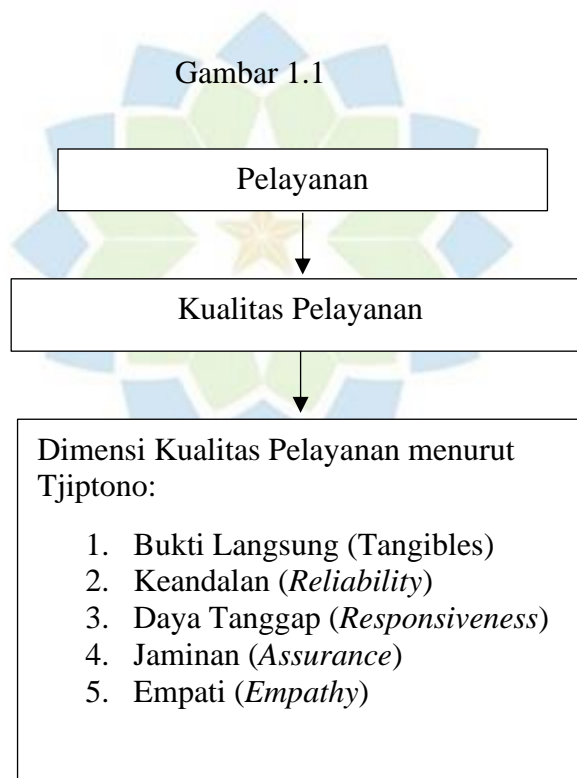 Gambar 1.1
Pelayanan
Kualitas Pelayanan
Dimensi Kualitas Pelayanan menurut
Tjiptono:
1. Bukti Langsung (Tangibles)
2. Keandalan (Reliability)
3. Daya Tanggap (Responsiveness)
4. Jaminan (Assurance)
5. Empati (Empathy)